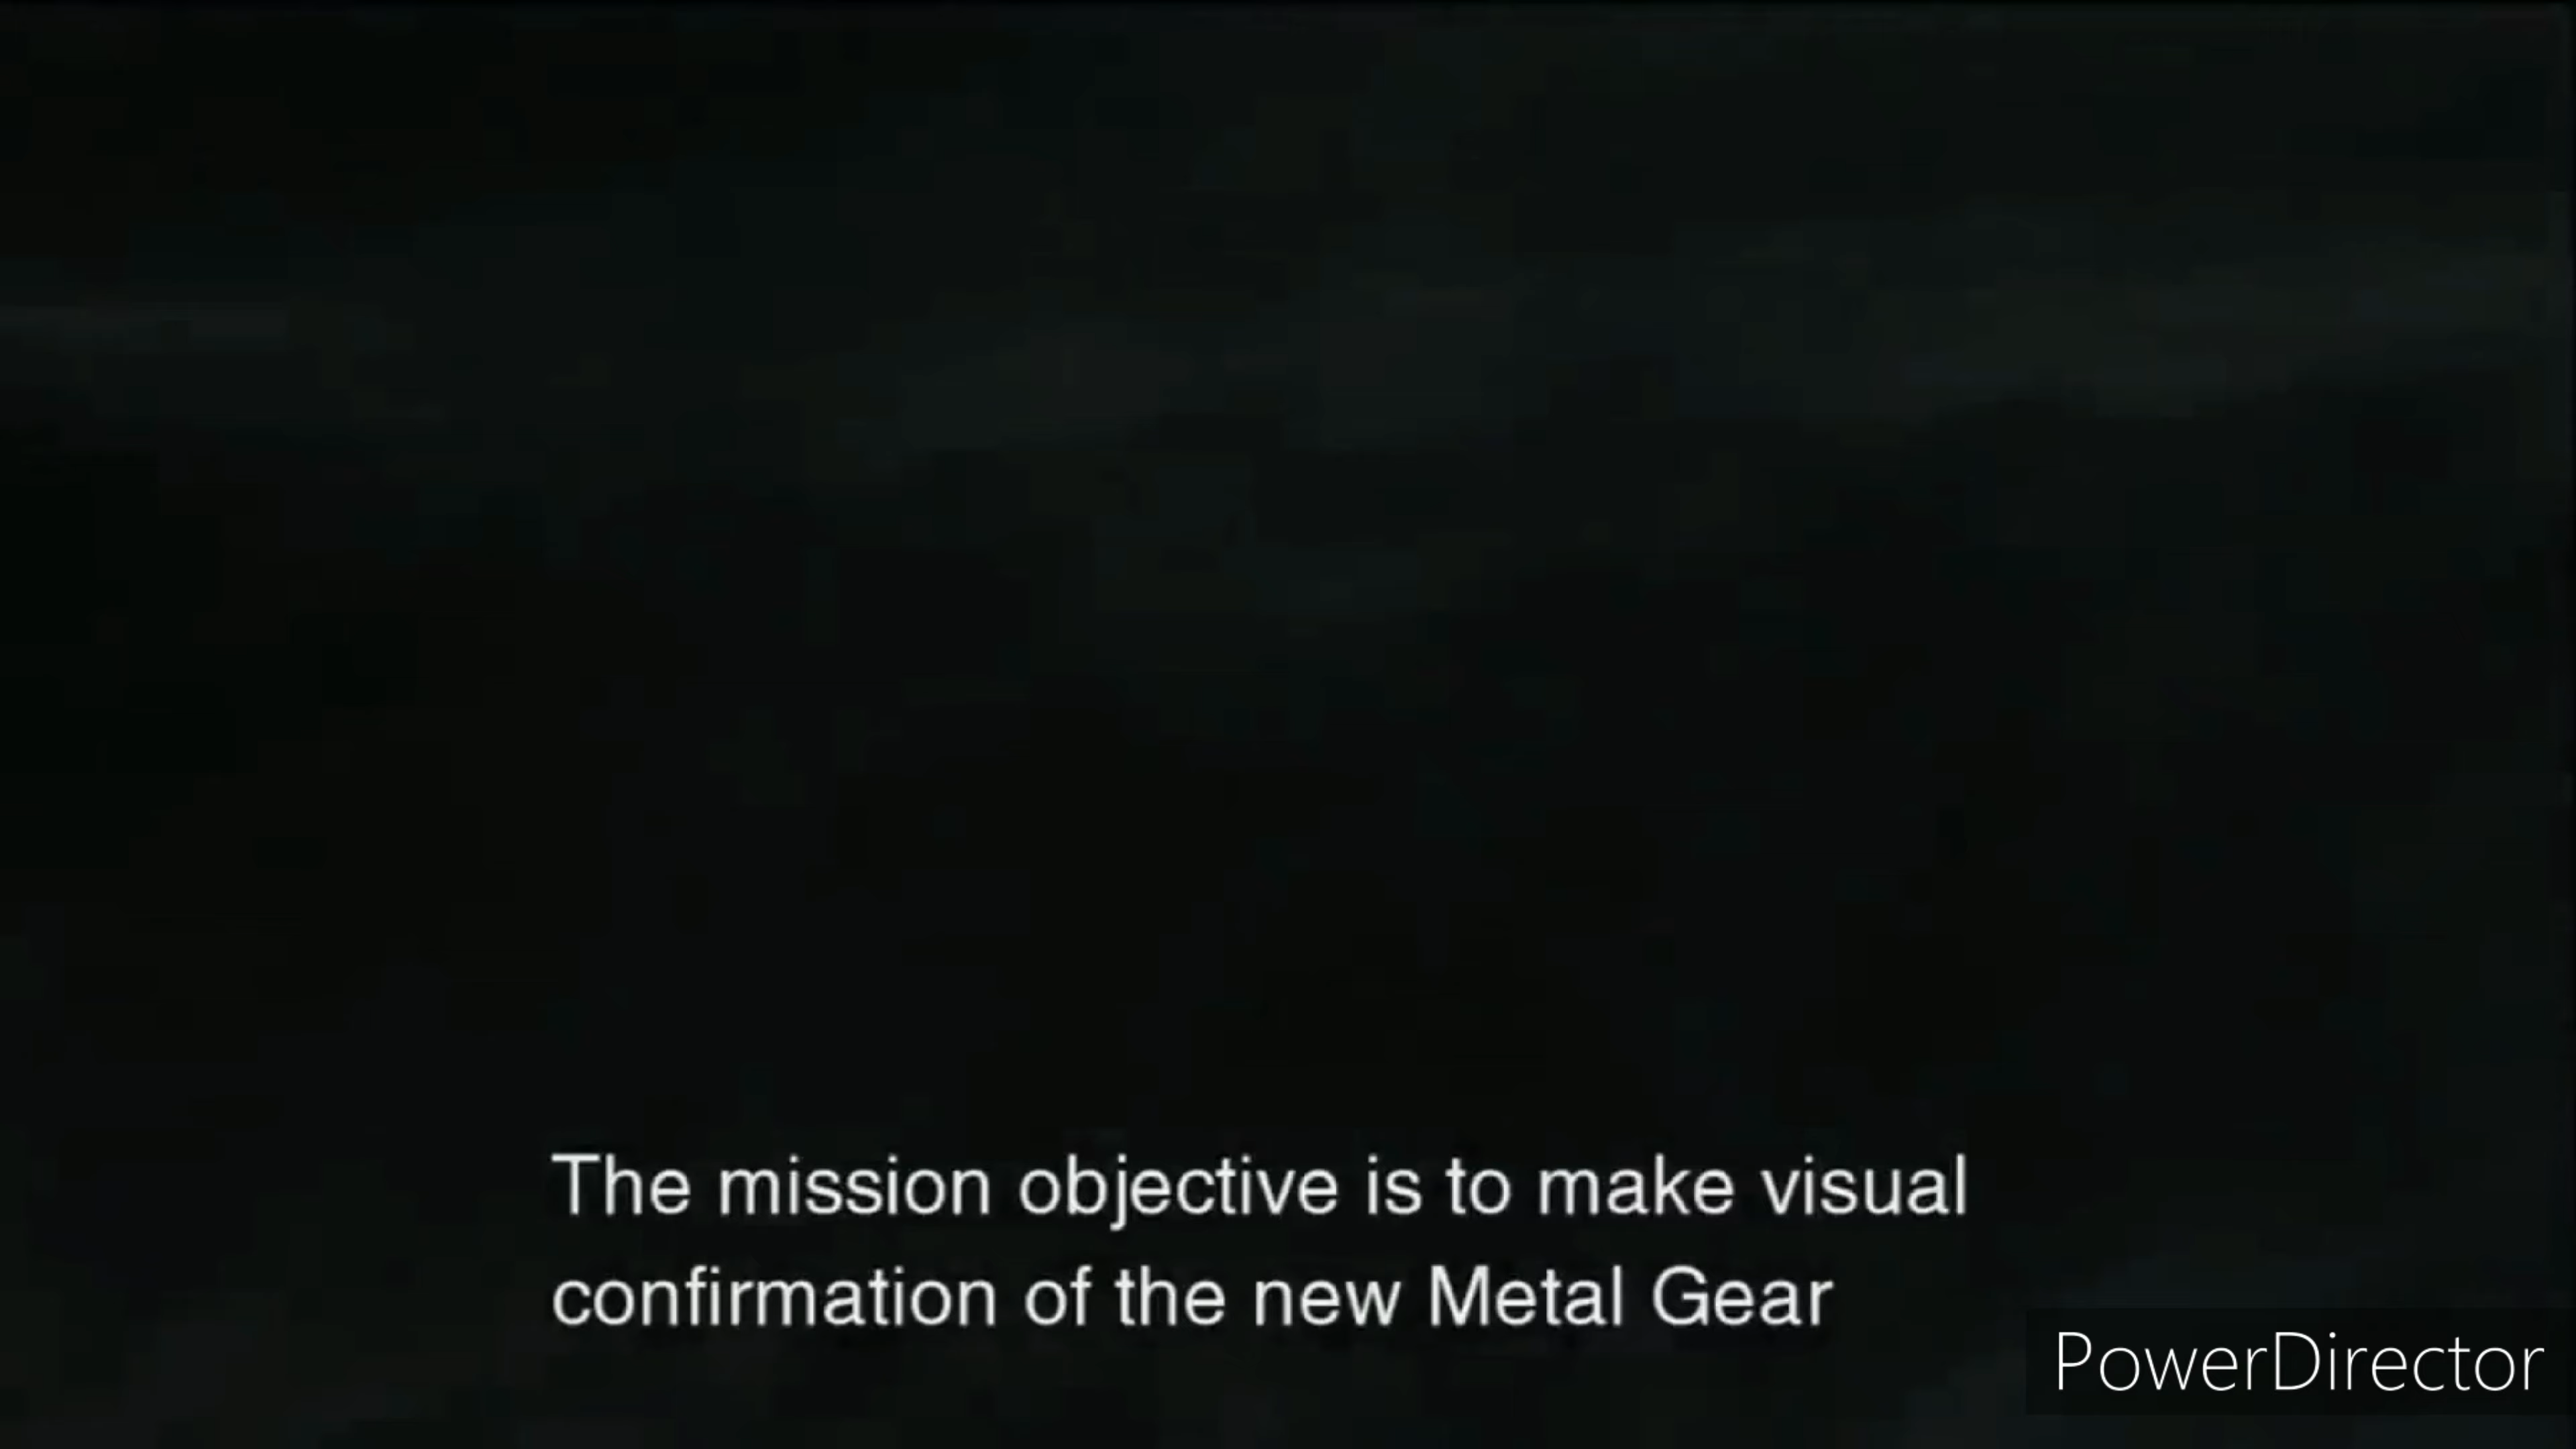 The mission objective is to make visual
confirmation of the new Metal Gear
PowerDirector